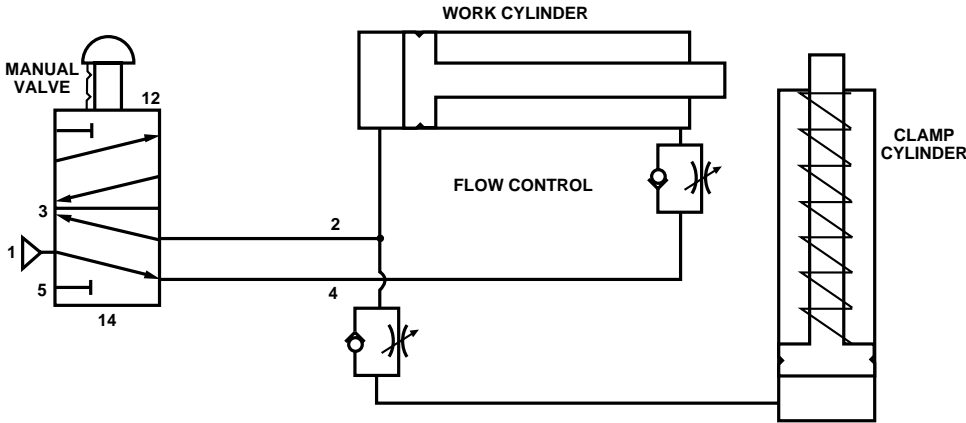 WORK CYLINDER
MANUAL
VALVE
12
CLAMP
CYLINDER
FLOW CONTROL
3
2
1
5
4
14